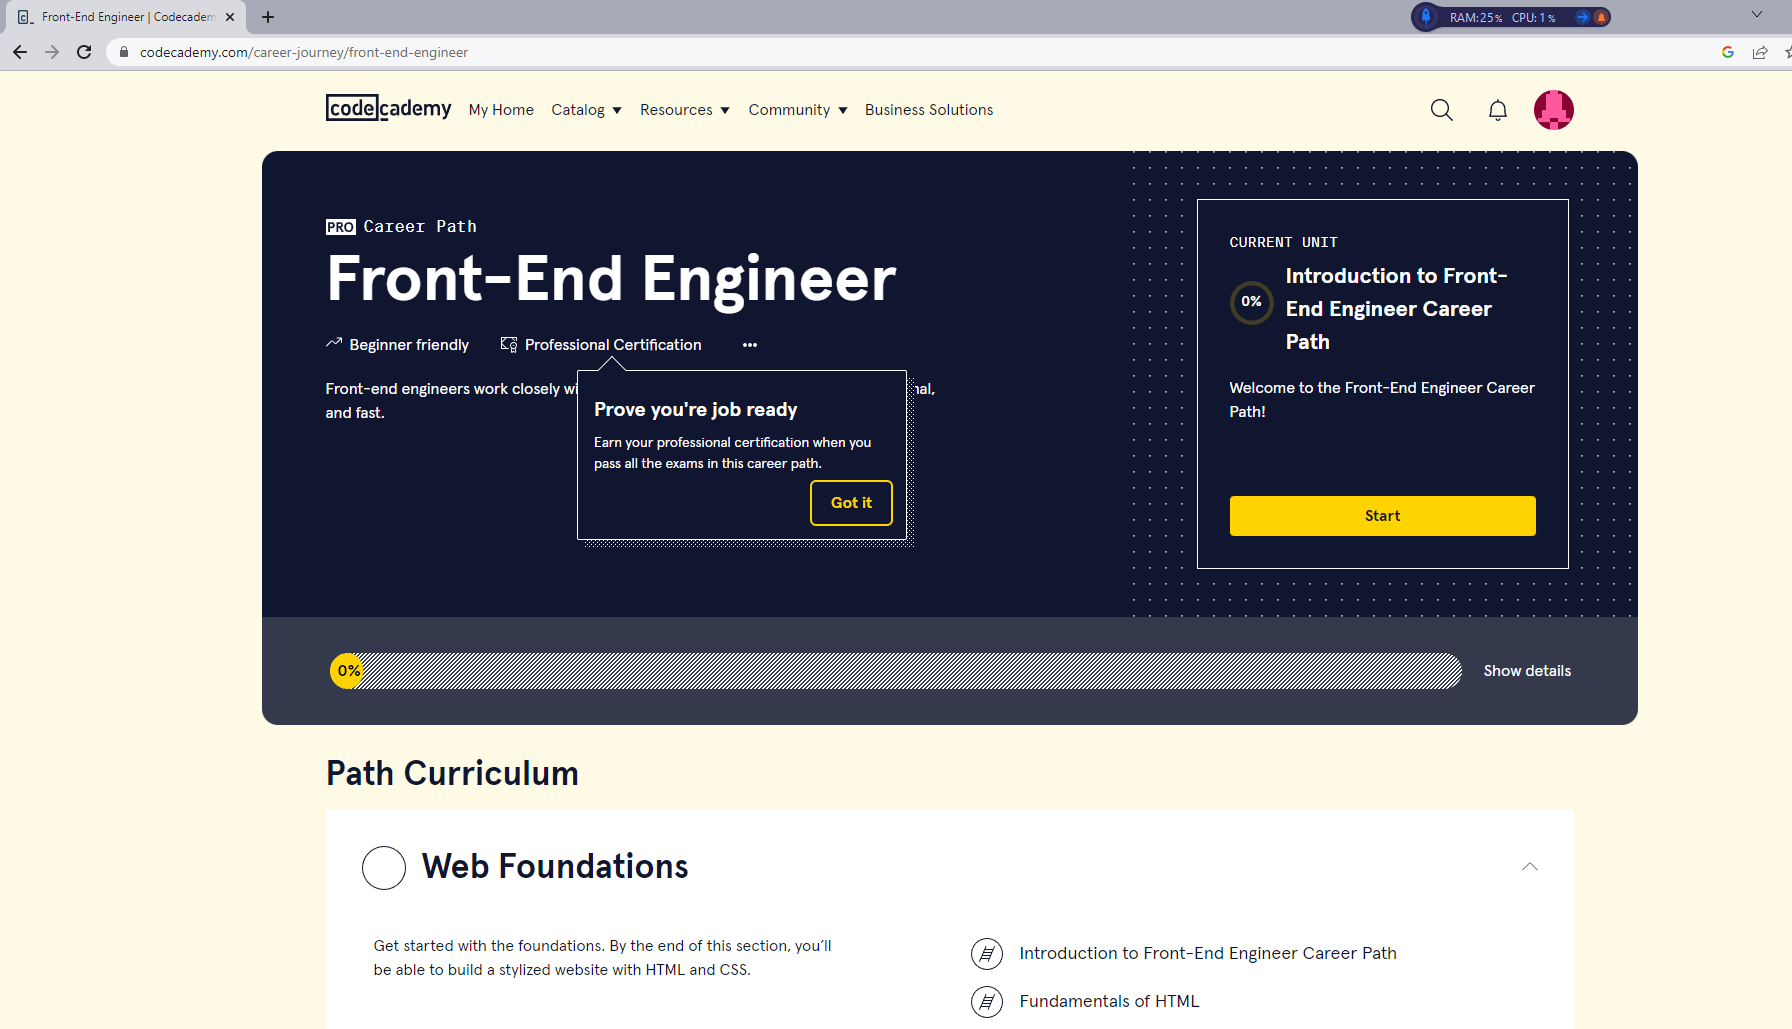 Front-End Engineer | Codecadem
RAM:25% CPU: 1%
codecademy.com/career-journey/front-end-engineer
codecademy My Home Catalog Resources Community Business Solutions
PRO Career Path
Front-End Engineer
Beginner friendly Professional Certification
Front-end engineers work closely wi
nal,
and fast.
Prove you're job ready
Earn your professional certification when you
pass all the exams in this career path.
Got it
CURRENT UNIT
0%
Introduction to Front-
End Engineer Career
Path
Welcome to the Front-End Engineer Career
Path!
Start
0%
Show details
Path Curriculum
Web Foundations
Get started with the foundations. By the end of this section, you’ll
be able to build a stylized website with HTML and CSS.
Introduction to Front-End Engineer Career Path
Fundamentals of HTML